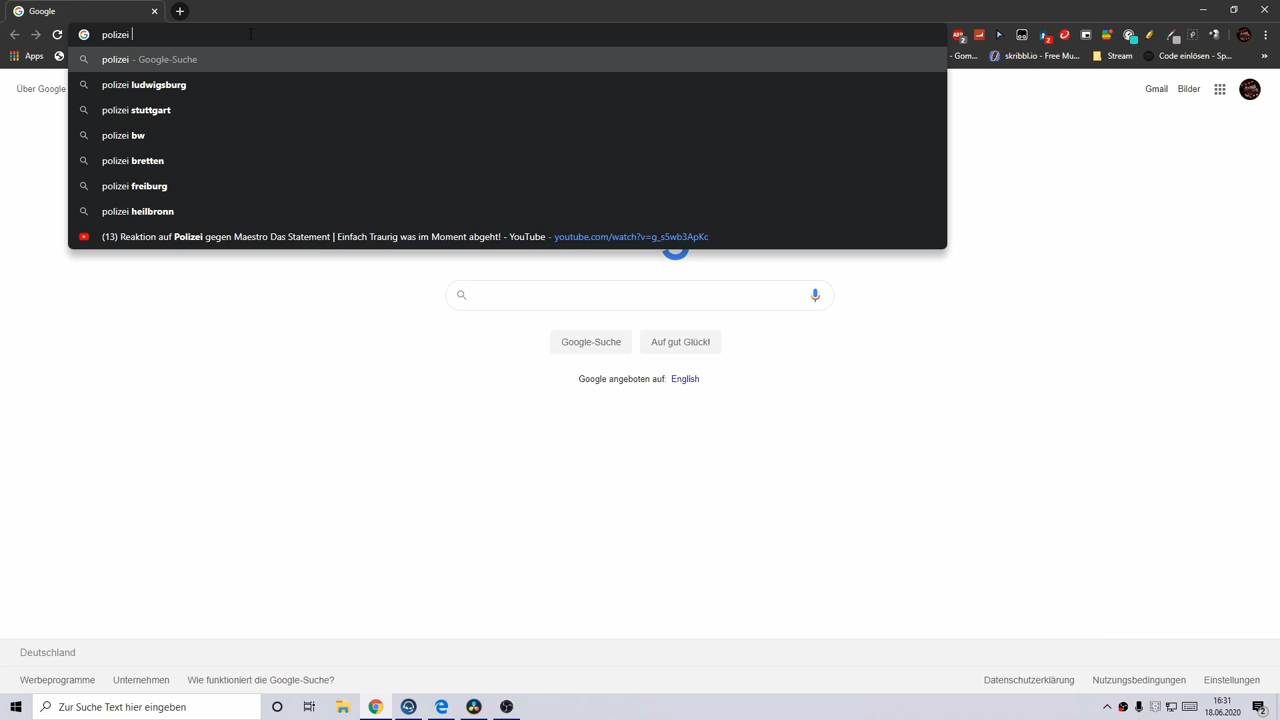 Google
polizei
polizei - Google-Suche
polizei ludwigsburg
polizei stuttgart
polizei bw
polizei bretten
polizei freiburg
polizei heilbronn
(13) Reaktion auf Polizei gegen Maestro Das Statement | Einfach Traurig was im Moment abgeht! - YouTube - youtube.com/watch?v=g_s5wb3ApKc
Apps
- Gom...
skribbl.io (Kein Mu...
Stream
Code einlösen - Sp...
Über Google
Gmail
Bilder
Google-Suche
Auf gut Glück!
Google angeboten auf: English
Deutschland
Werbeprogramme
Unternehmen
Wie funktioniert die Google-Suche?
Datenschutzerklärung
Nutzungsbedingungen
Einstellungen
Zur Suche Text hier eingeben
16:31
18.06.2020
2